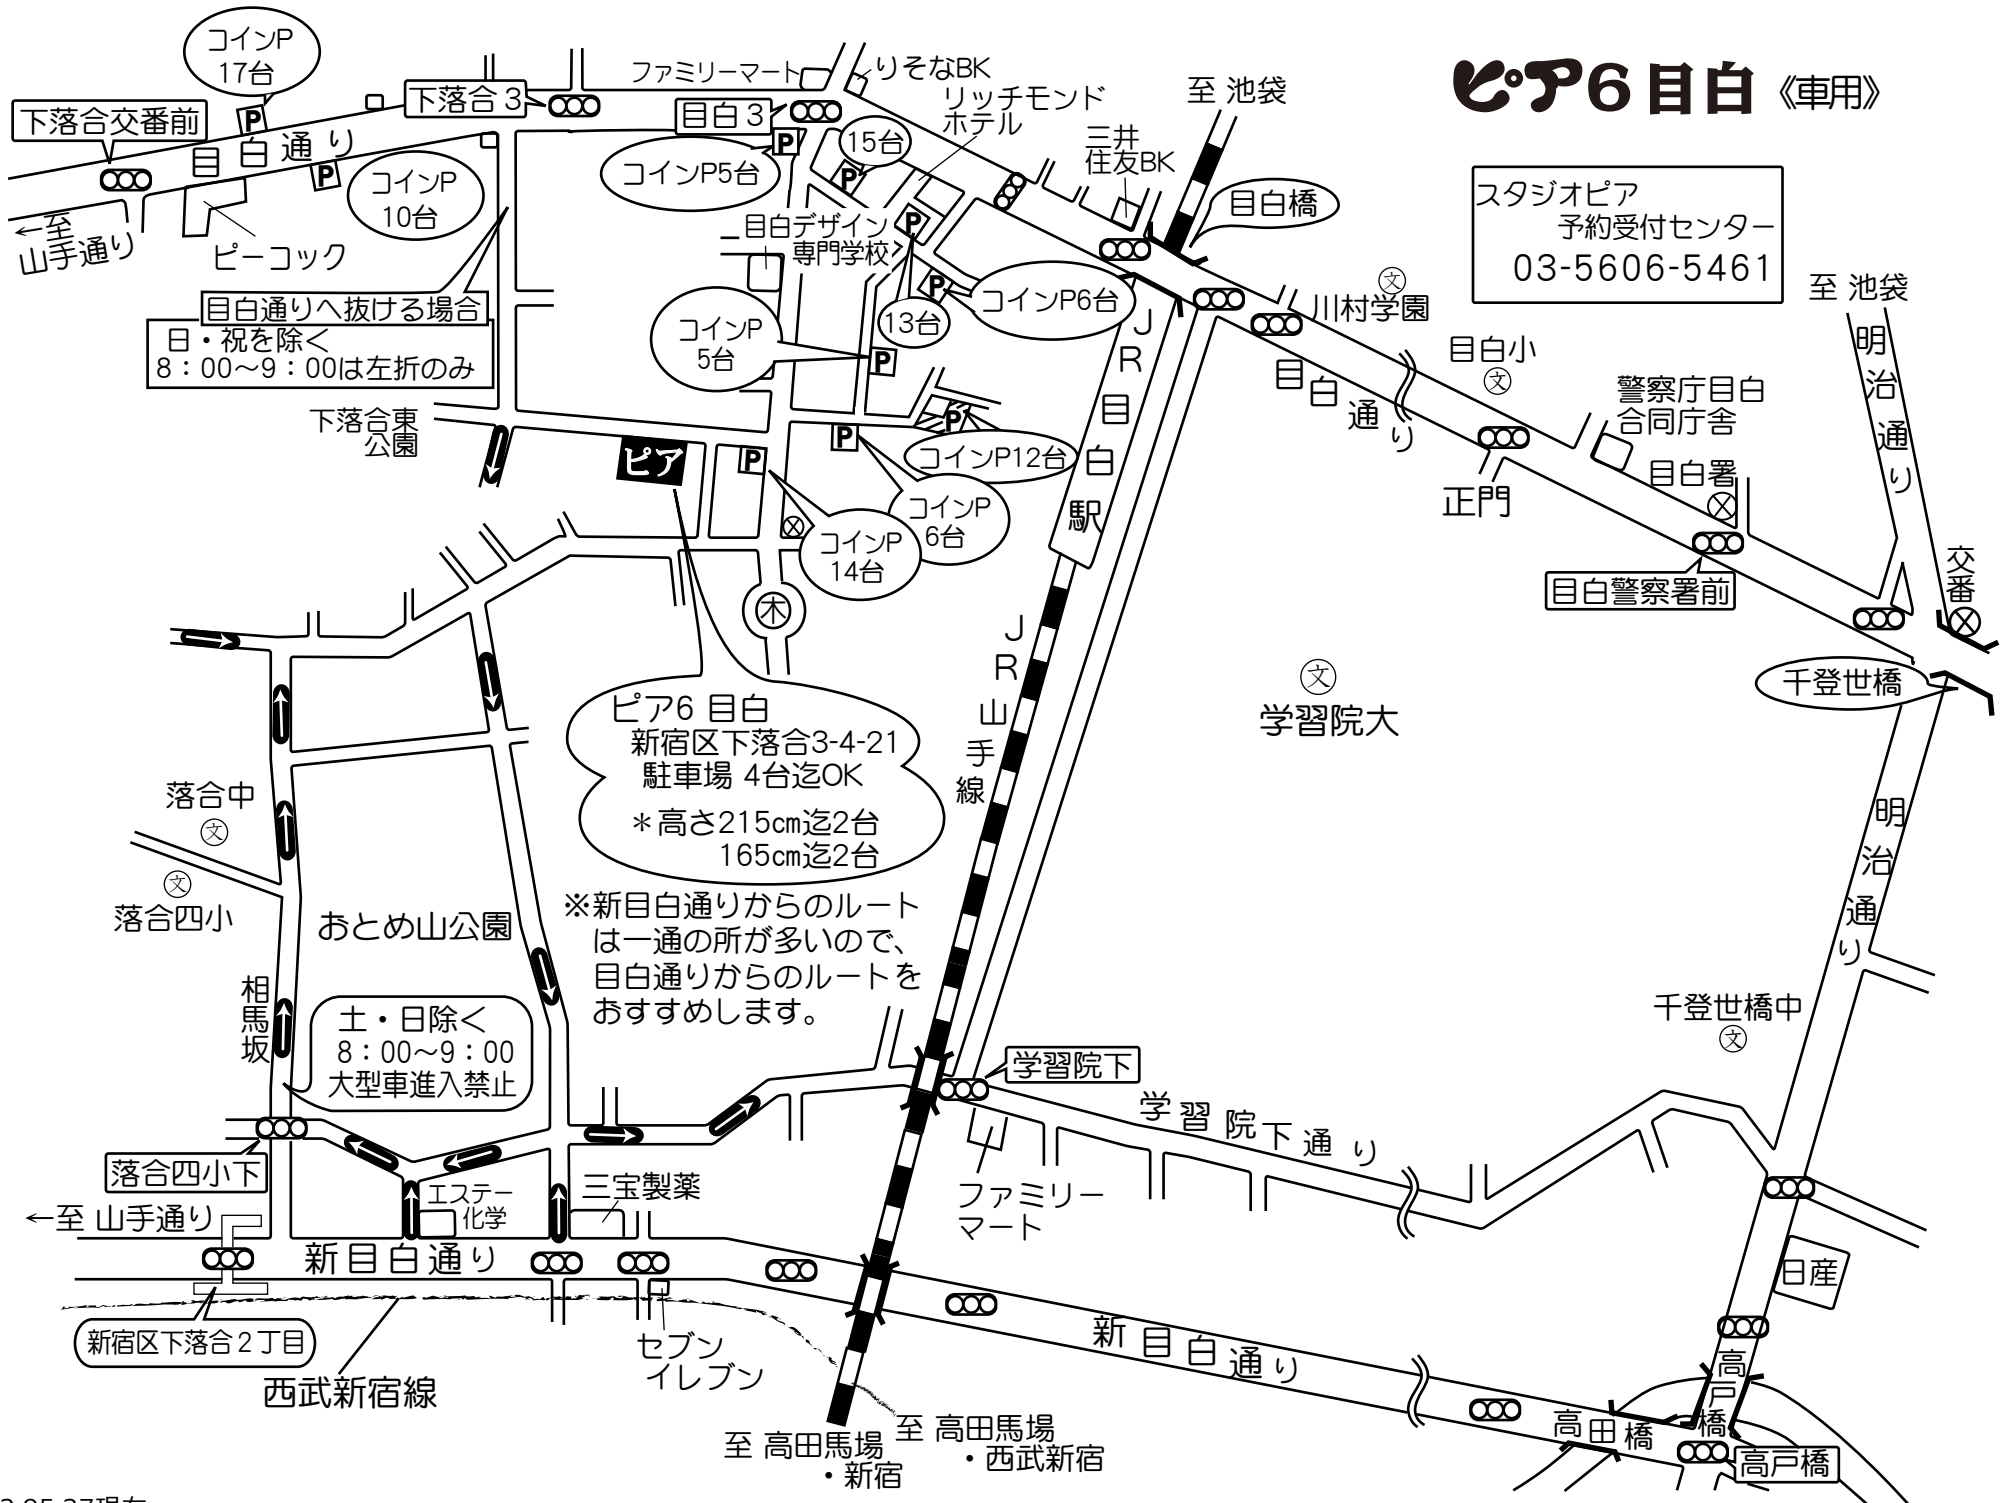 ピア6目白《車用》
スタジオピア
予約受付センター
03-5606-5461
コインP
17台
下落合交番前
目白通り
下落合3
ファミリーマート
目白3
りそなBK
リッチモンド
ホテル
至 池袋
三井
住友BK
目白橋
P
P
コインP
10台
コインP5台
P
15台
P
←至
山手通り
ピーコック
目白デザイン
専門学校
P
13台
P
コインP6台
目白通りへ抜ける場合
日・祝を除く
8:00〜9:00は左折のみ
コインP
5台
P
川村学園
文
目白通り
目白小
文
警察庁目白
合同庁舎
目白署
正門
目白警察署前
至 池袋
明治通り
交番
千登世橋
下落合東
公園
ピア
P
P
P
コインP12台
コインP
6台
コインP
14台
木
JR目白駅
JR山手線
文
学習院大
ピア6 目白
新宿区下落合3-4-21
駐車場 4台迄OK
＊高さ215cm迄2台
165cm迄2台
※新目白通りからのルート
は一通の所が多いので、
目白通りからのルートを
おすすめします。
落合中
文
文
落合四小
おとめ山公園
相馬坂
土・日除く
8:00〜9:00
大型車進入禁止
明治通り
千登世橋中
文
学習院下
学習院下通り
ファミリー
マート
落合四小下
←至 山手通り
エステー
化学
三宝製薬
新目白通り
新宿区下落合2丁目
西武新宿線
セブン
イレブン
新目白通り
日産
高戸橋
高田橋
高戸橋
至 高田馬場
・新宿
至 高田馬場
・西武新宿